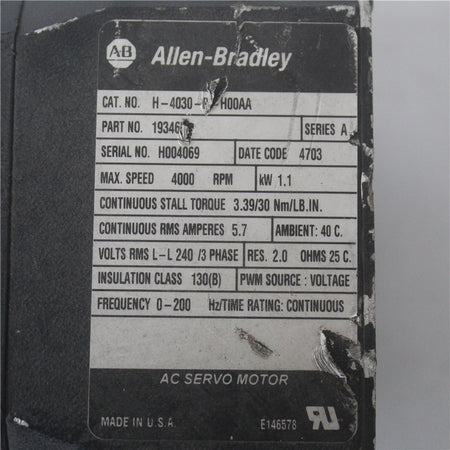 AB Allen-Bradley
CAT. NO. H-4030- -H00AA
PART NO. 19346 SERIES A
SERIAL NO. H004069 DATE CODE 4703
MAX. SPEED 4000 RPM kW 1.1
CONTINUOUS STALL TORQUE 3.39/30 Nm/LB.IN.
CONTINUOUS RMS AMPERES 5.7 AMBIENT: 40 C.
VOLTS RMS L-L 240 /3 PHASE RES. 2.0 OHMS 25 C.
INSULATION CLASS 130(B) PWM SOURCE : VOLTAGE
FREQUENCY 0-200 Hz/TIME RATING: CONTINUOUS
AC SERVO MOTOR
MADE IN U.S.A. E146578 RU